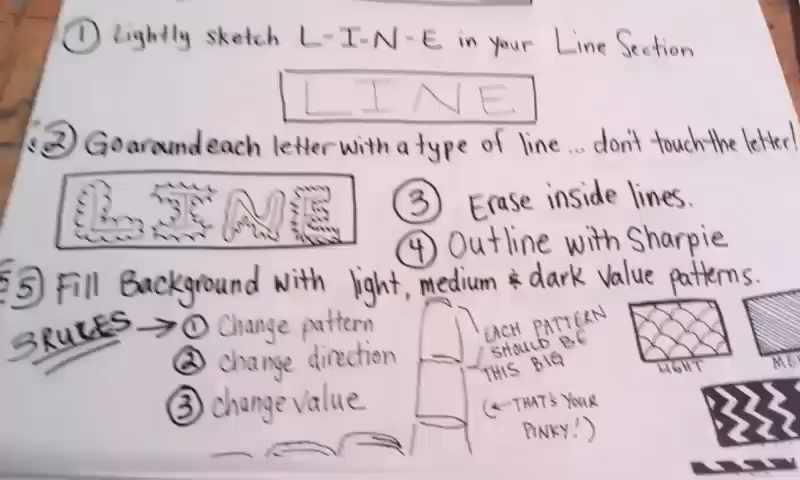 ① Lightly sketch L-I-N-E in your Line Section
LINE
② Go around each letter with a type of line... don't touch the letter!
LINE
③ Erase inside lines.
④ Outline with Sharpie
⑤ Fill Background with light, medium & dark value patterns.
3 RULES → ① Change pattern
② change direction
③ change value
EACH PATTERN
SHOULD BE
THIS BIG
(← THAT'S YOUR
PINKY!)
LIGHT
ME